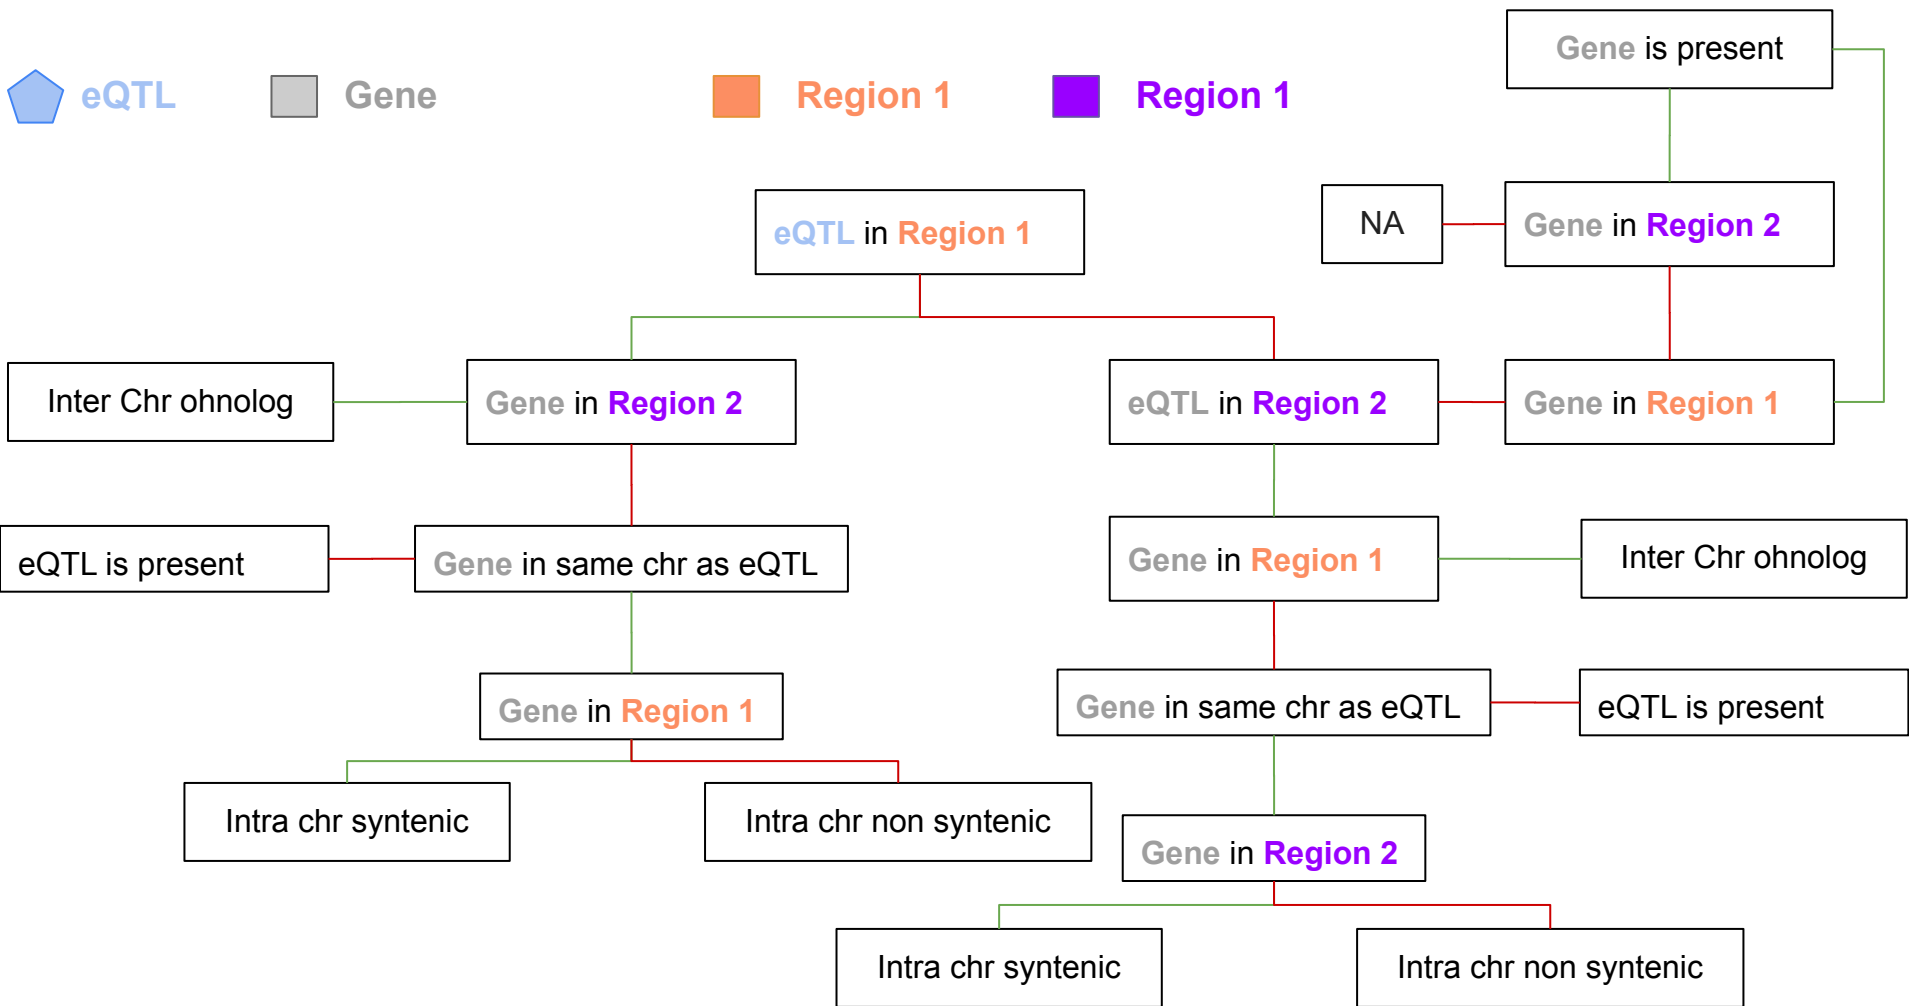 Gene is present
eQTL
Gene
Region 1
Region 1
eQTL in Region 1
NA
Gene in Region 2
Inter Chr ohnolog
Gene in Region 2
eQTL in Region 2
Gene in Region 1
eQTL is present
Gene in same chr as eQTL
Gene in Region 1
Inter Chr ohnolog
Gene in Region 1
Gene in same chr as eQTL
eQTL is present
Intra chr syntenic
Intra chr non syntenic
Gene in Region 2
Intra chr syntenic
Intra chr non syntenic